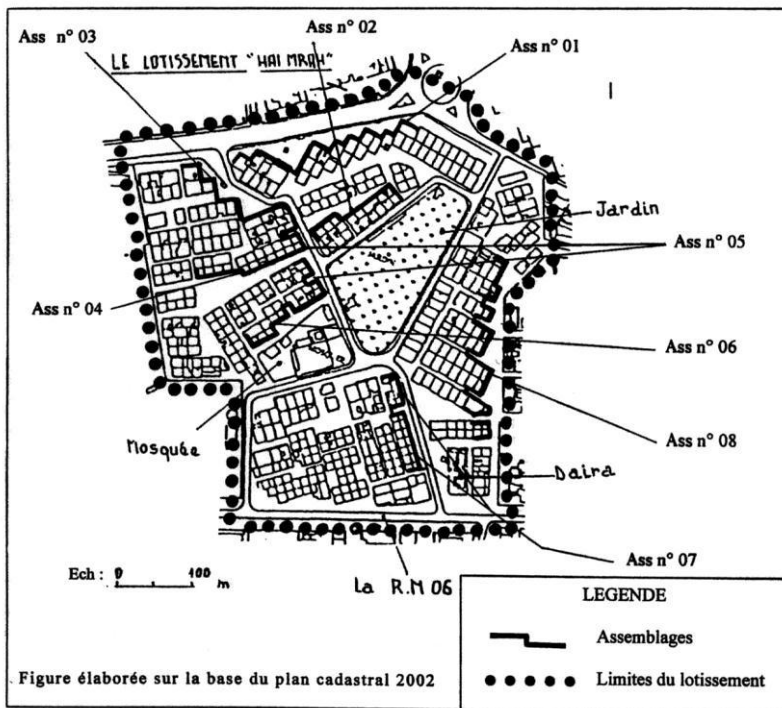 Ass n° 03
Ass n° 02
Ass n° 01
LE LOTISSEMENT "HAI MRAH"
Jardin
Ass n° 05
Ass n° 04
Ass n° 06
Ass n° 08
Mosquée
Daira
Ass n° 07
Ech : 0 100 m
La R.N 06
LEGENDE
Assemblages
Limites du lotissement
Figure élaborée sur la base du plan cadastral 2002